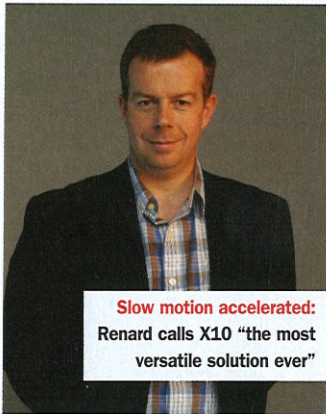 Slow motion accelerated:
Renard calls X10 “the most
versatile solution ever”